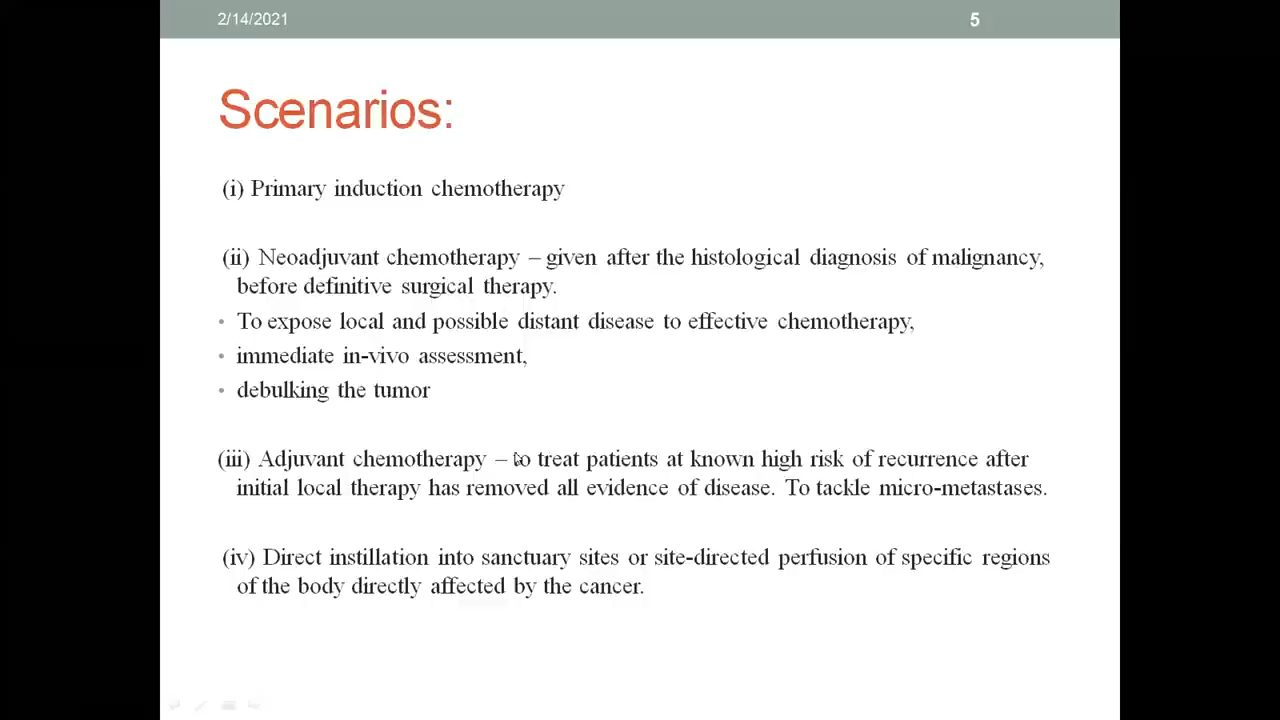 2/14/2021
5
Scenarios:
(i) Primary induction chemotherapy
(ii) Neoadjuvant chemotherapy – given after the histological diagnosis of malignancy,
before definitive surgical therapy.
• To expose local and possible distant disease to effective chemotherapy,
• immediate in-vivo assessment,
• debulking the tumor
(iii) Adjuvant chemotherapy – to treat patients at known high risk of recurrence after
initial local therapy has removed all evidence of disease. To tackle micro-metastases.
(iv) Direct instillation into sanctuary sites or site-directed perfusion of specific regions
of the body directly affected by the cancer.